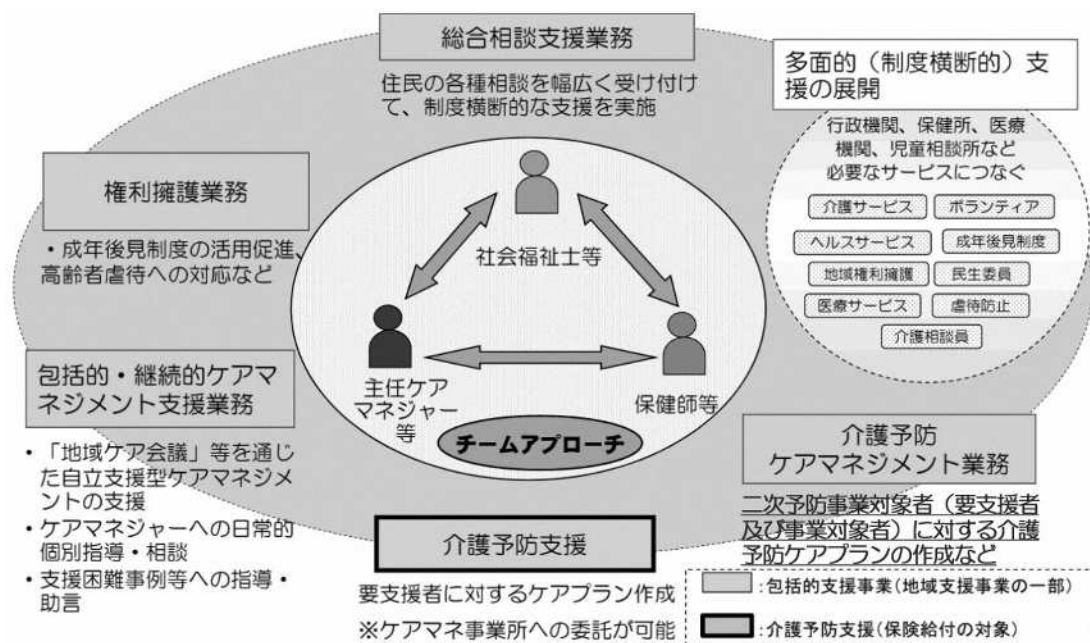 総合相談支援業務
住民の各種相談を幅広く受け付け
て、制度横断的な支援を実施
多面的（制度横断的）支
援の展開
行政機関、保健所、医療
機関、児童相談所など
必要なサービスにつなぐ
介護サービス
ボランティア
ヘルスサービス
成年後見制度
地域権利擁護
民生委員
医療サービス
虐待防止
介護相談員
権利擁護業務
・成年後見制度の活用促進、
高齢者虐待への対応など
社会福祉士等
主任ケア
マネジャー
等
保健師等
チームアプローチ
包括的・継続的ケアマ
ネジメント支援業務
・「地域ケア会議」等を通じ
た自立支援型ケアマネジメ
ントの支援
・ケアマネジャーへの日常的
個別指導・相談
・支援困難事例等への指導・
助言
介護予防支援
要支援者に対するケアプラン作成
※ケアマネ事業所への委託が可能
介護予防
ケアマネジメント業務
二次予防事業対象者（要支援者
及び事業対象者）に対する介護
予防ケアプランの作成など
：包括的支援事業（地域支援事業の一部）
：介護予防支援（保険給付の対象）